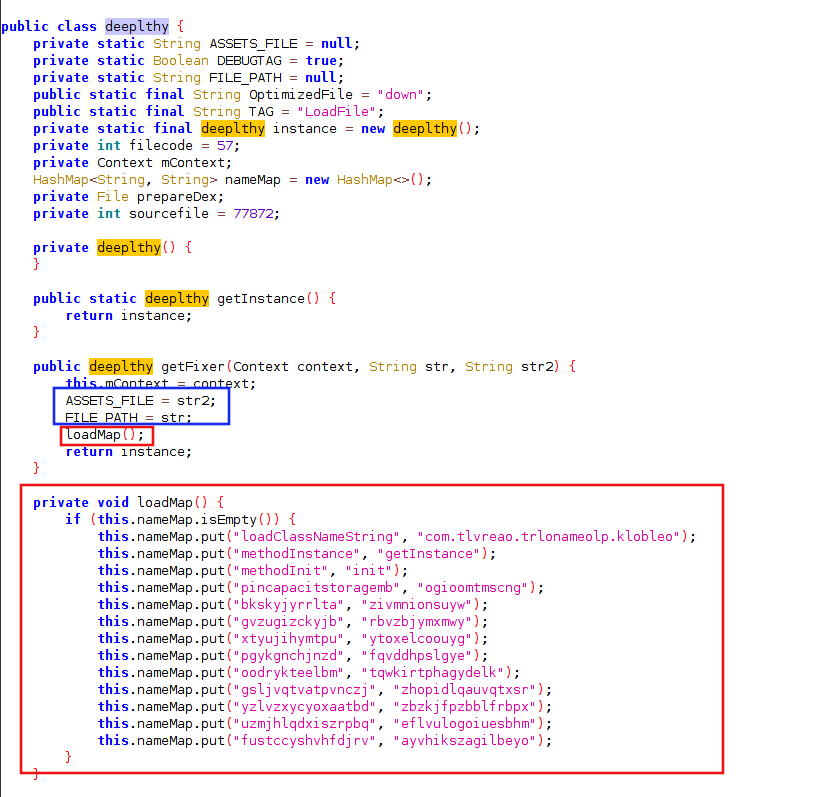 public class deeplthy {
private static String ASSETS_FILE = null;
private static Boolean DEBUGTAG = true;
private static String FILE_PATH = null;
public static final String OptimizedFile = "down";
public static final String TAG = "LoadFile";
private static final deeplthy instance = new deeplthy();
private int filecode = 57;
private Context mContext;
HashMap<String, String> nameMap = new HashMap<>();
private File prepareDex;
private int sourcefile = 77872;
private deeplthy() {
}
public static deeplthy getInstance() {
return instance;
}
public deeplthy getFixer(Context context, String str, String str2) {
this.mContext = context;
ASSETS_FILE = str2;
FILE_PATH = str;
loadMap();
return instance;
}
private void loadMap() {
if (this.nameMap.isEmpty()) {
this.nameMap.put("loadClassNameString", "com.tlvreao.trlonameolp.klobleo");
this.nameMap.put("methodInstance", "getInstance");
this.nameMap.put("methodInit", "init");
this.nameMap.put("pincapacitstoragemb", "ogioomtmscng");
this.nameMap.put("bkskyjyrrlta", "zivmnionsuyw");
this.nameMap.put("gvzugizckyjb", "rbvzbjymxmwy");
this.nameMap.put("xtyujihymtpu", "ytoxelcoouyg");
this.nameMap.put("pgykgnchjnzd", "fqvddhpslgye");
this.nameMap.put("oodrykteelbm", "tqwkirtphagydelk");
this.nameMap.put("gsljvqtvatpvnczj", "zhopidlqauvqtxsr");
this.nameMap.put("yzlvzxycyoxaatbd", "zbzkjfpzbblfrbpx");
this.nameMap.put("uzmjhlqdxiszrpbq", "eflvulogoiuesbhm");
this.nameMap.put("fustccyshvhfdjrv", "ayvhikszagilbeyo");
}
}